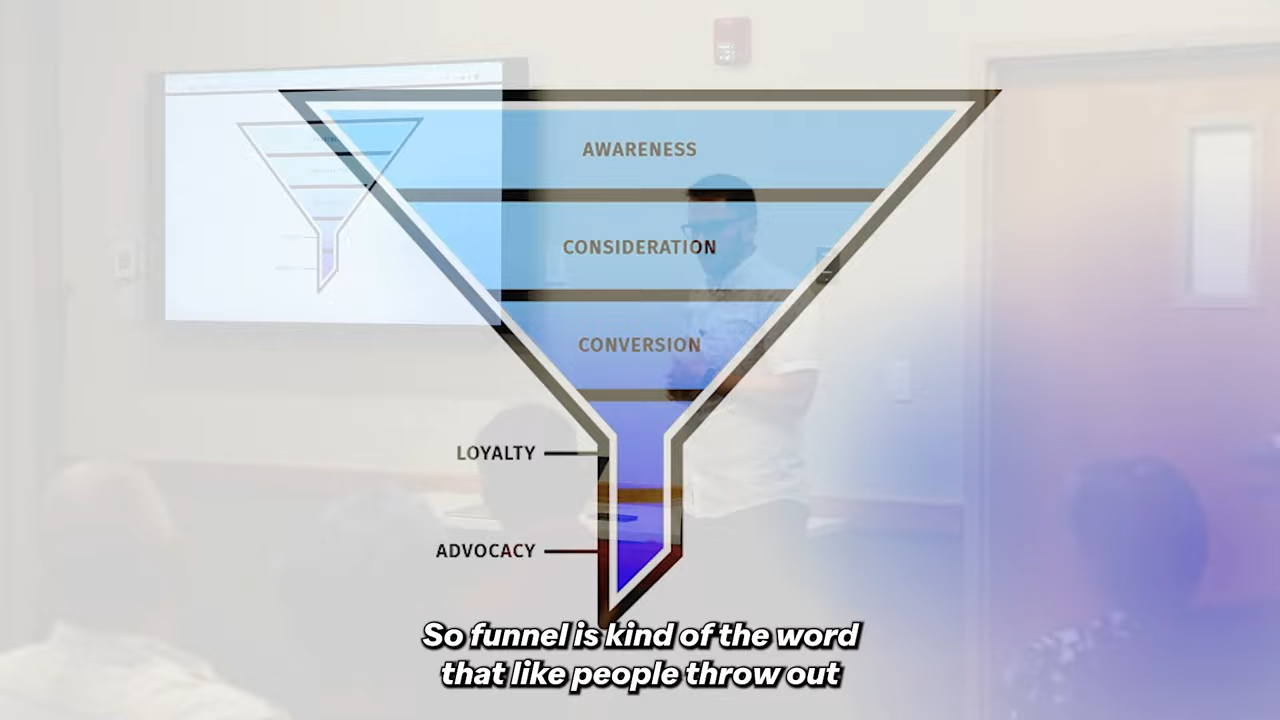 AWARENESS
CONSIDERATION
CONVERSION
LOYALTY
ADVOCACY
So funnel is kind of the word
that like people throw out